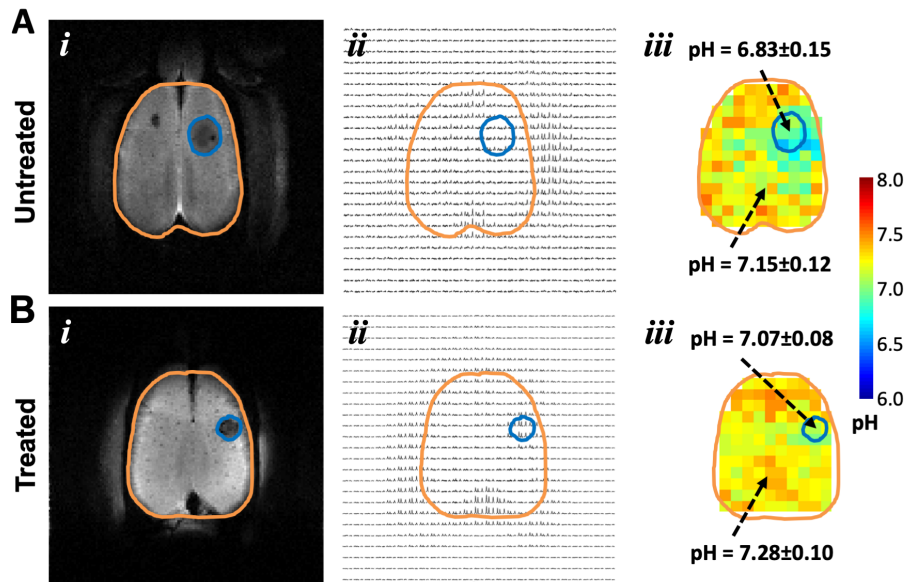 A
i
ii
iii
pH = 6.83±0.15
Untreated
pH = 7.15±0.12
8.0
7.5
7.0
6.5
6.0
pH
B
i
ii
iii
pH = 7.07±0.08
Treated
pH = 7.28±0.10